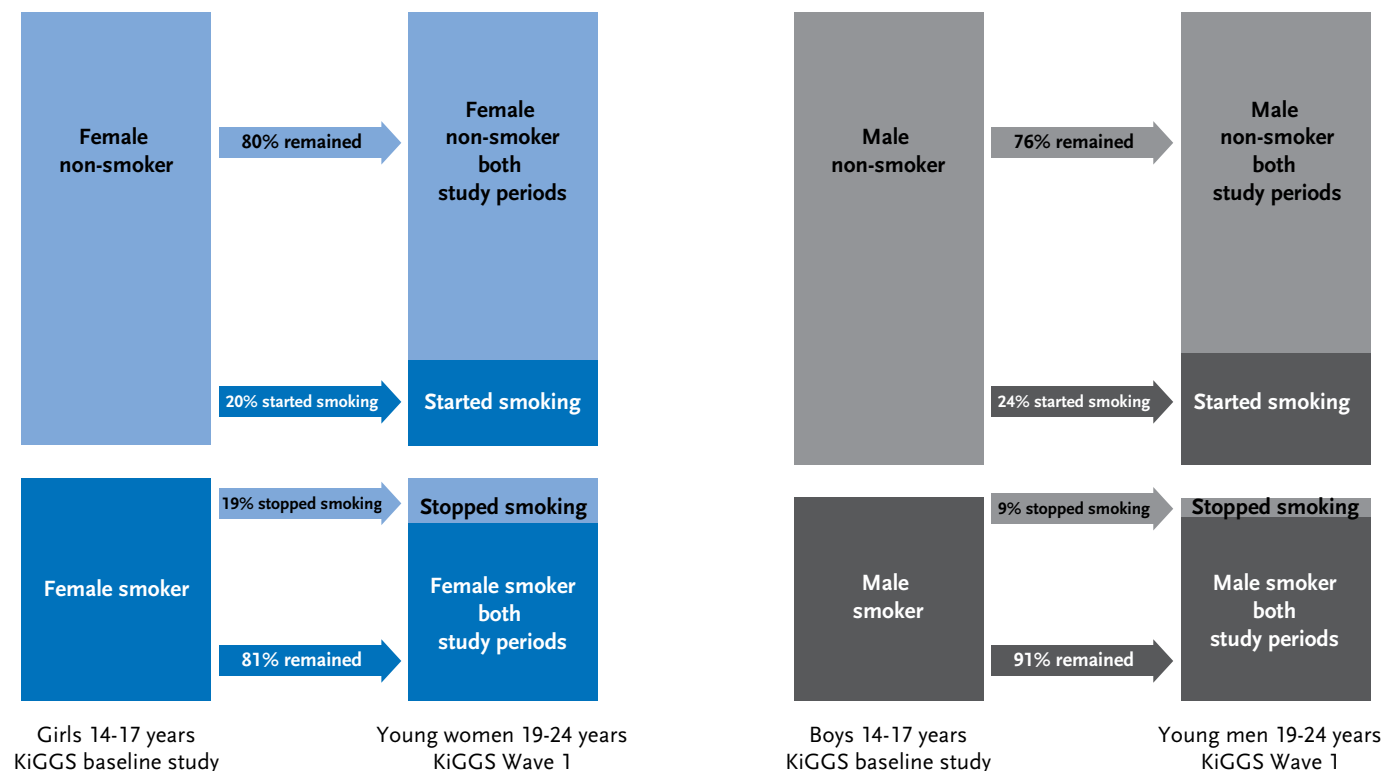 Female
non-smoker
80% remained
Female
non-smoker
both
study periods
20% started smoking
Started smoking
19% stopped smoking
Stopped smoking
Female smoker
Female smoker
both
study periods
81% remained
Girls 14-17 years
KiGGS baseline study
Young women 19-24 years
KiGGS Wave 1
Male
non-smoker
76% remained
Male
non-smoker
both
study periods
24% started smoking
Started smoking
9% stopped smoking
Stopped smoking
Male
smoker
Male smoker
both
study periods
91% remained
Boys 14-17 years
KiGGS baseline study
Young men 19-24 years
KiGGS Wave 1